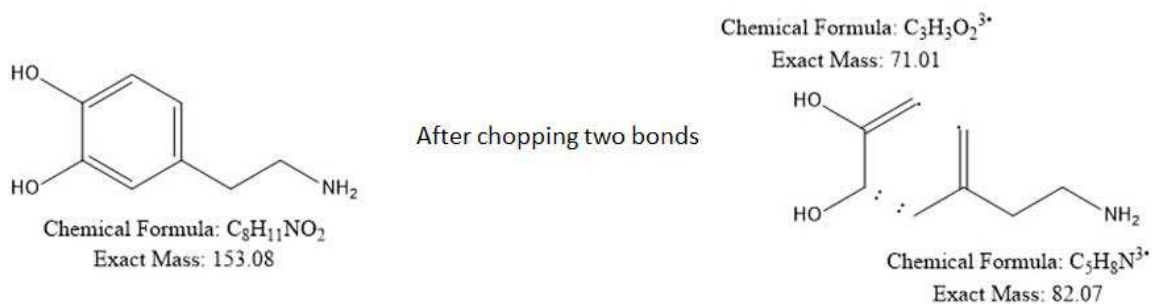 HO
HO
NH₂
Chemical Formula: C₈H₁₁NO₂
Exact Mass: 153.08
After chopping two bonds
Chemical Formula: C₃H₃O₂³•
Exact Mass: 71.01
HO
HO
NH₂
Chemical Formula: C₅H₈N³•
Exact Mass: 82.07